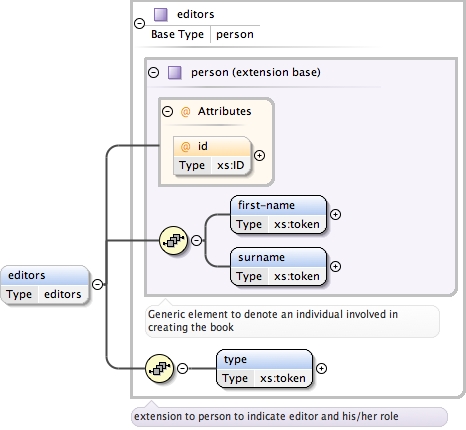 editors
Base Type person
person (extension base)
@ Attributes
@ id
Type xs:ID
first-name
Type xs:token
surname
Type xs:token
editors
Type editors
Generic element to denote an individual involved in
creating the book
type
Type xs:token
extension to person to indicate editor and his/her role